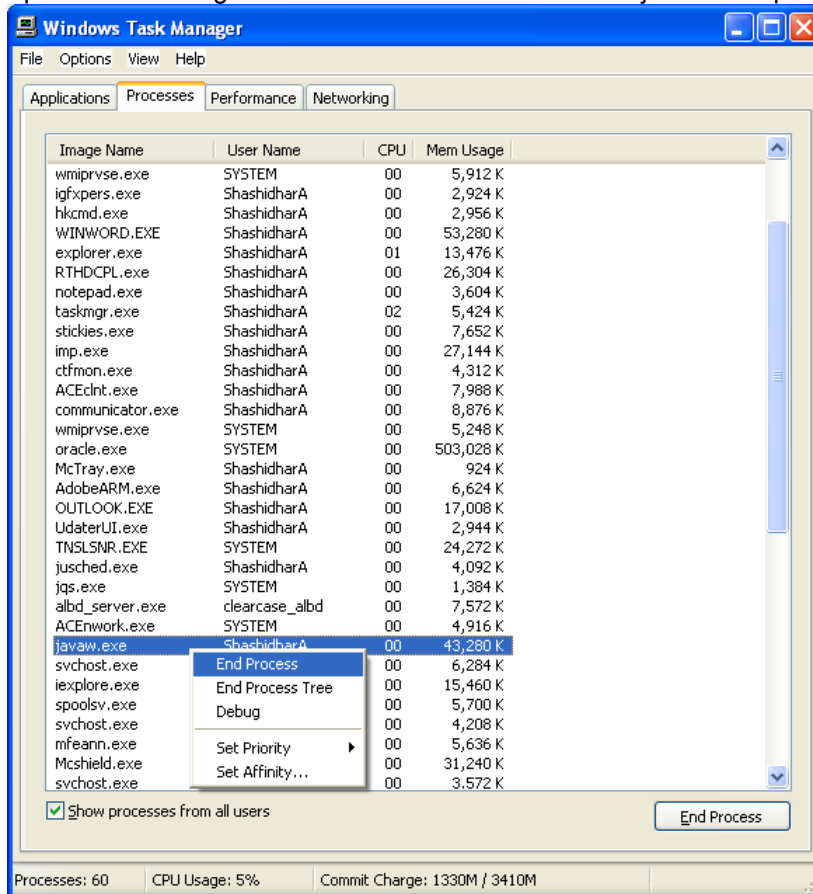 Windows Task Manager
File Options View Help
Applications Processes Performance Networking
Image Name User Name CPU Mem Usage
wmiprvse.exe SYSTEM 00 5,912 K
igfxpers.exe ShashidharA 00 2,924 K
hkcmd.exe ShashidharA 00 2,956 K
WINWORD.EXE ShashidharA 00 53,280 K
explorer.exe ShashidharA 01 13,476 K
RTHDCPL.exe ShashidharA 00 26,304 K
notepad.exe ShashidharA 00 3,604 K
taskmgr.exe ShashidharA 02 5,424 K
stickies.exe ShashidharA 00 7,652 K
imp.exe ShashidharA 00 27,144 K
ctfmon.exe ShashidharA 00 4,312 K
ACEclnt.exe ShashidharA 00 7,988 K
communicator.exe ShashidharA 00 8,876 K
wmiprvse.exe SYSTEM 00 5,248 K
oracle.exe SYSTEM 00 503,028 K
McTray.exe ShashidharA 00 924 K
AdobeARM.exe ShashidharA 00 6,624 K
OUTLOOK.EXE ShashidharA 00 17,008 K
UdaterUI.exe ShashidharA 00 2,944 K
TNSLSNR.EXE SYSTEM 00 24,272 K
jusched.exe ShashidharA 00 4,092 K
jqs.exe SYSTEM 00 1,384 K
albd_server.exe clearcase_albd 00 7,572 K
ACEnwork.exe SYSTEM 00 4,916 K
javaw.exe ShashidharA 00 43,280 K
svchost.exe End Process 00 6,284 K
iexplore.exe End Process Tree 00 15,460 K
spoolsv.exe Debug 00 5,700 K
svchost.exe 00 4,208 K
mfeann.exe Set Priority 00 5,636 K
Mcshield.exe Set Affinity... 00 31,240 K
svchost.exe 00 3,572 K
Show processes from all users End Process
Processes: 60 CPU Usage: 5% Commit Charge: 1330M / 3410M